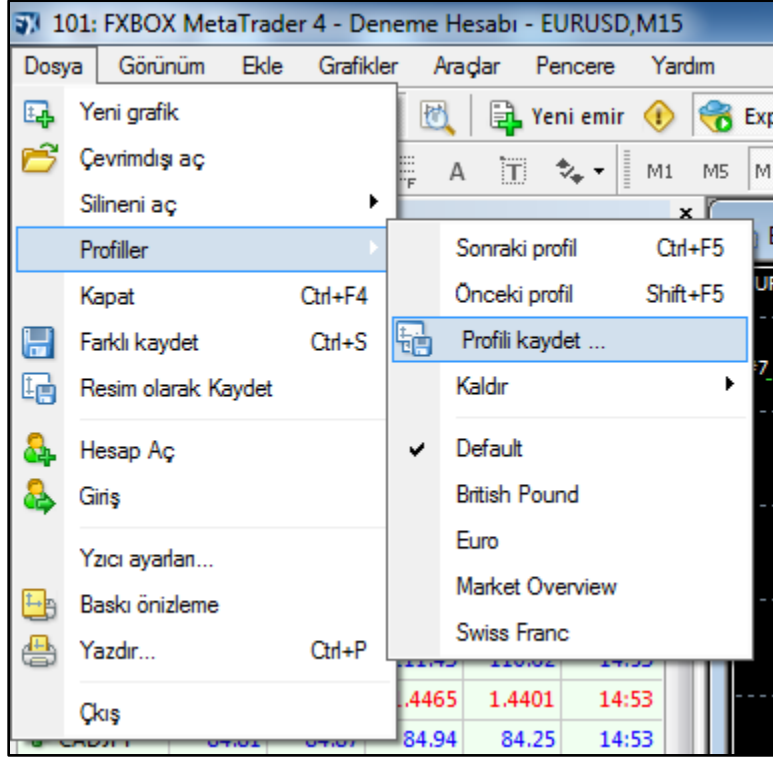 101: FXBOX MetaTrader 4 - Deneme Hesabı - EURUSD,M15
Dosya Görünüm Ekle Grafikler Araçlar Pencere Yardım
Yeni grafik
Yeni emir
Çevrimdışı aç
A T M1 M5
Silineni aç
Profiller
Sonraki profil Ctrl+F5
Kapat Ctrl+F4
Önceki profil Shift+F5
Farklı kaydet Ctrl+S
Profili kaydet ...
Resim olarak Kaydet
Kaldır
Hesap Aç
Default
Giriş
British Pound
Yzıcı ayarları...
Euro
Baskı önizleme
Market Overview
Yazdır... Ctrl+P
Swiss Franc
Çkış
.4465 1.4401 14:53
84.94 84.25 14:53